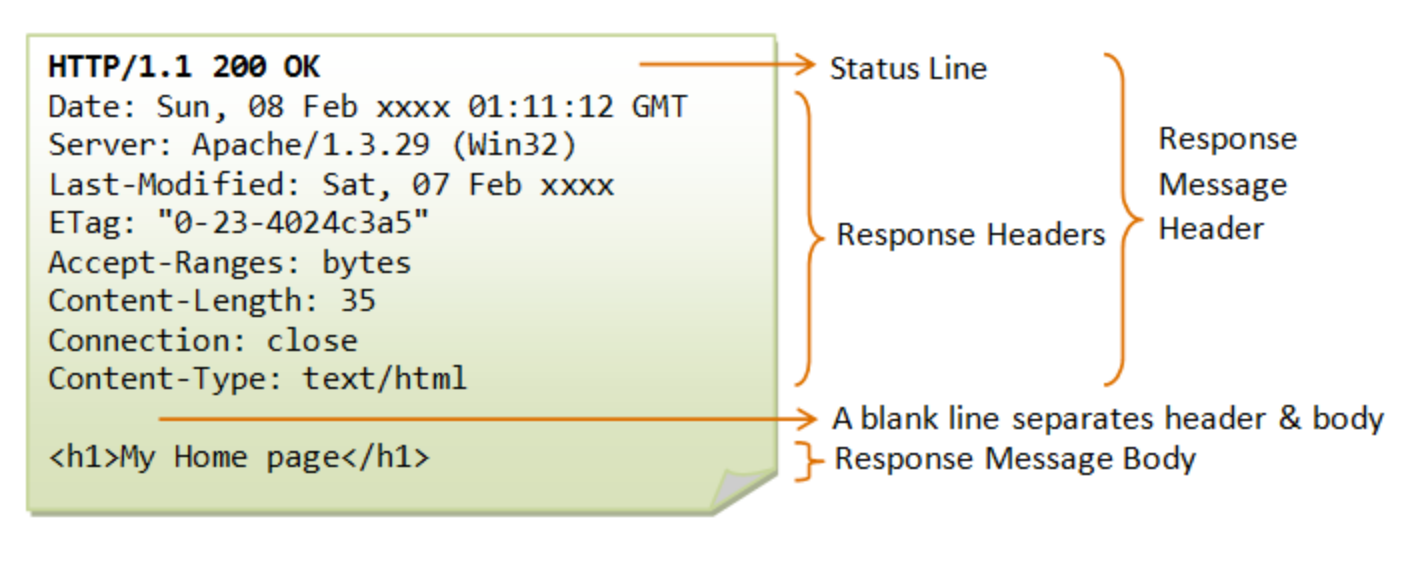 HTTP/1.1 200 OK
Date: Sun, 08 Feb xxxx 01:11:12 GMT
Server: Apache/1.3.29 (Win32)
Last-Modified: Sat, 07 Feb xxxx
ETag: "0-23-4024c3a5"
Accept-Ranges: bytes
Content-Length: 35
Connection: close
Content-Type: text/html

<h1>My Home page</h1>
Status Line
Response Headers
Response
Message
Header
A blank line separates header & body
Response Message Body